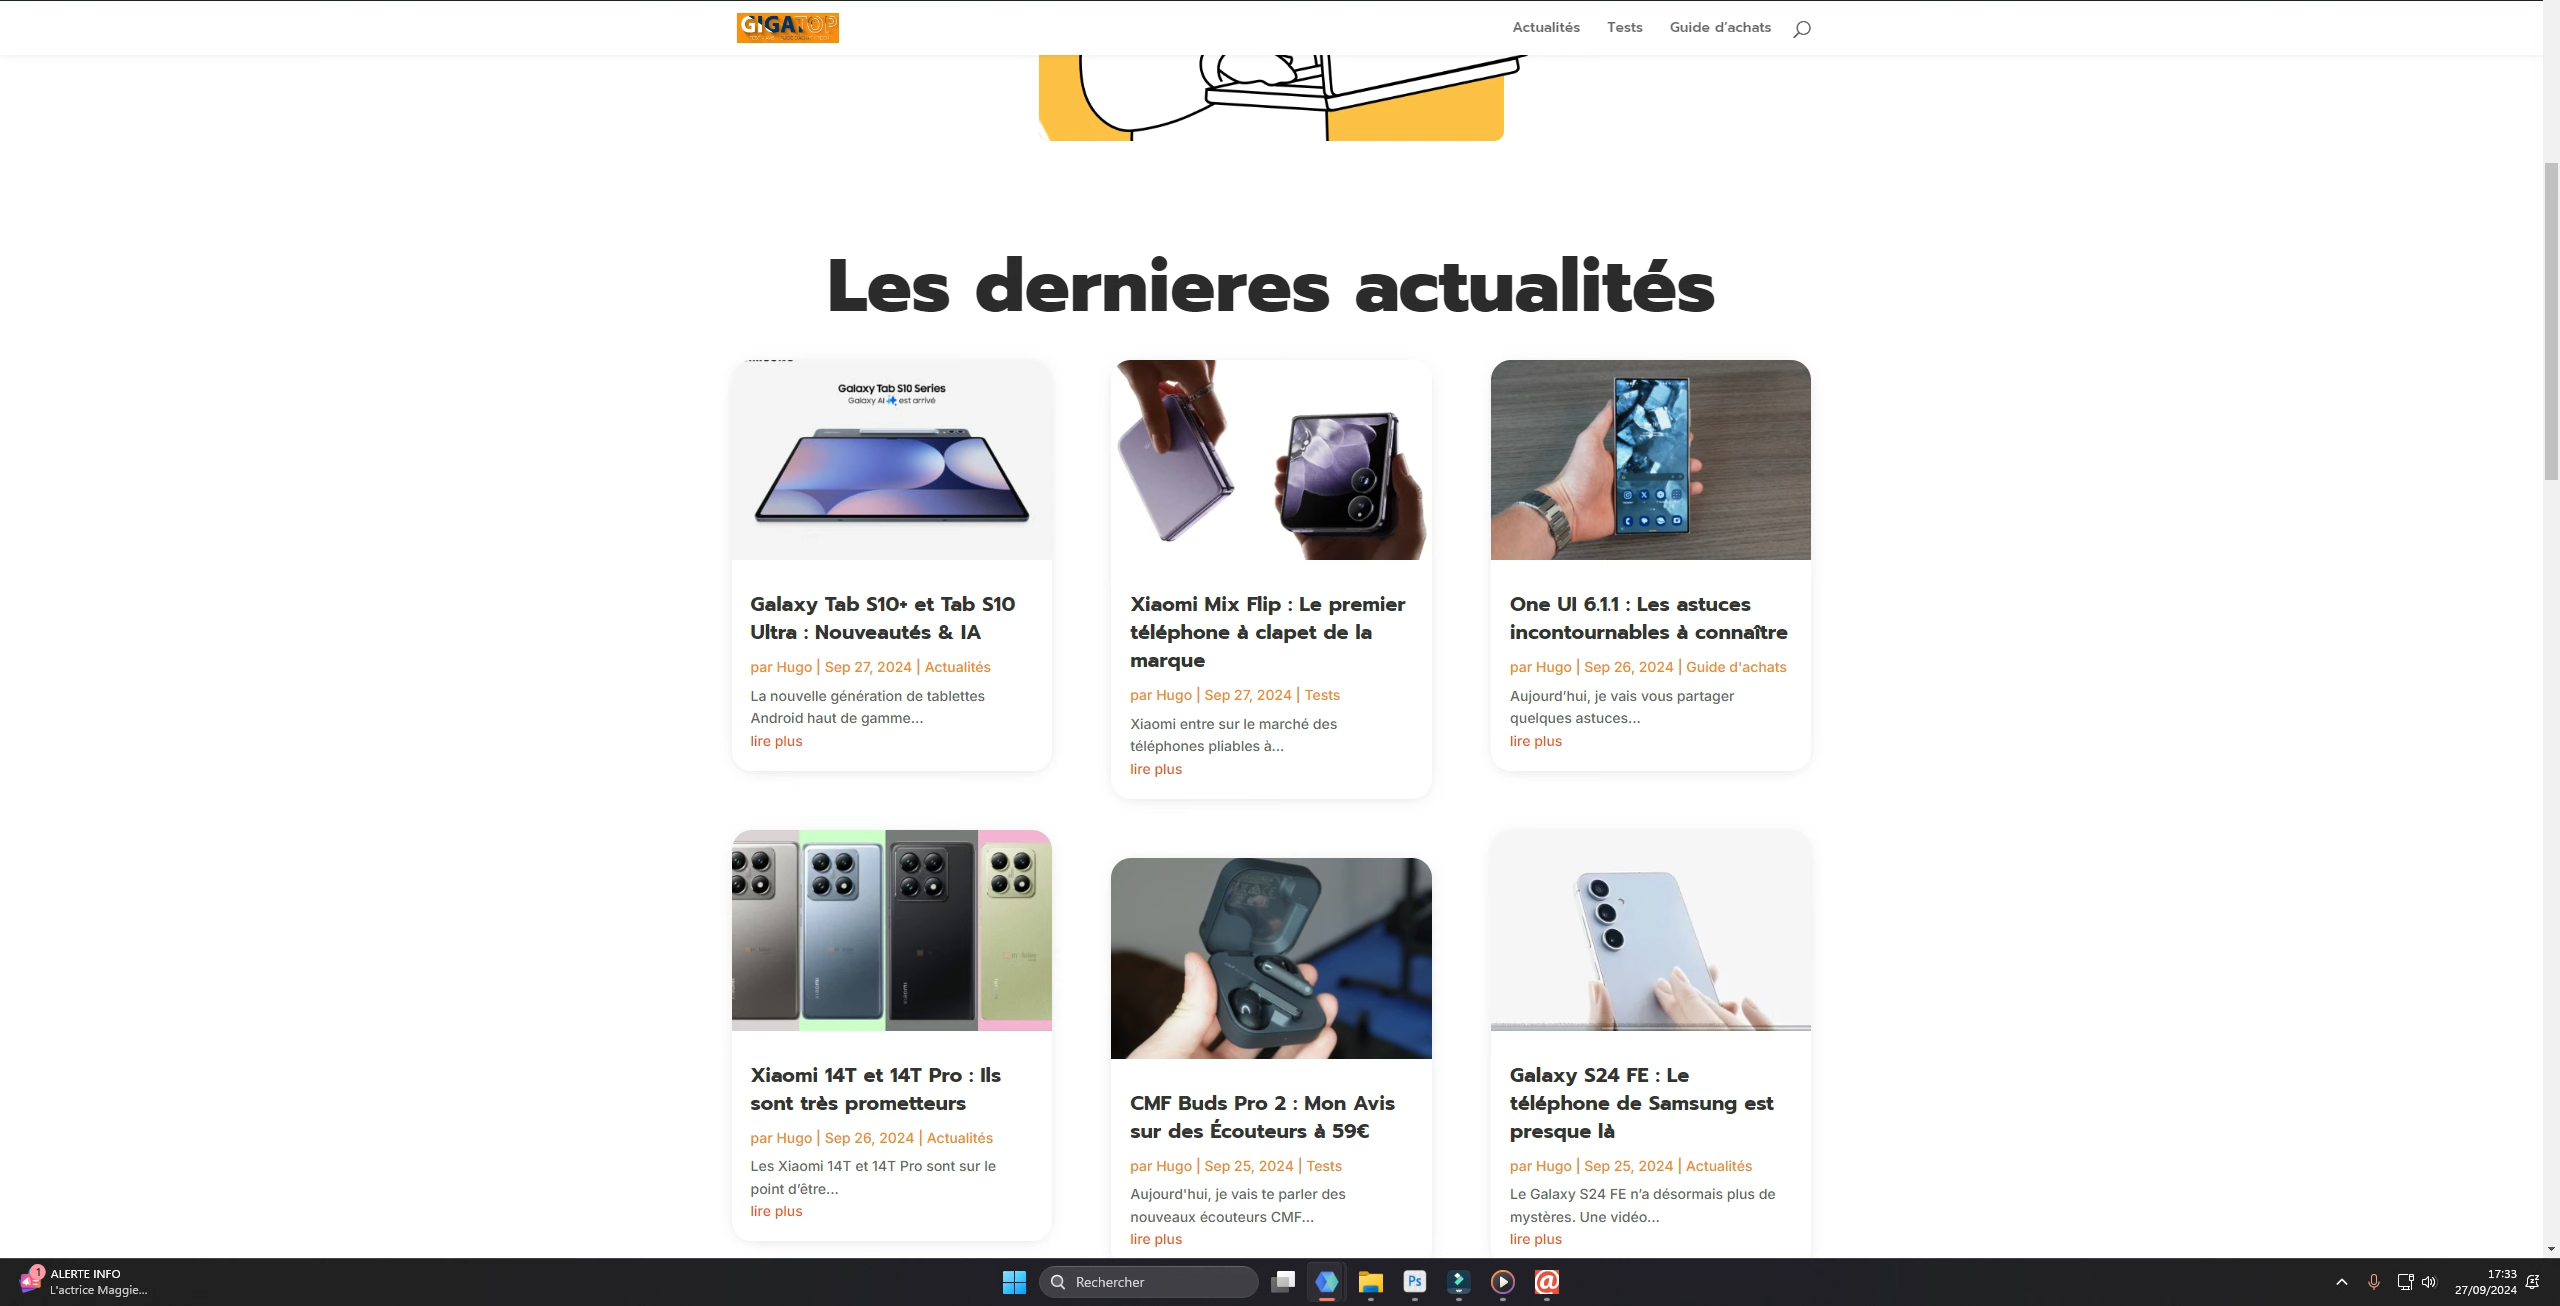 GIGATOP
Actualités
Tests
Guide d'achats
Les dernieres actualités
Galaxy Tab S10 Series
Galaxy AI est arrivé
Galaxy Tab S10+ et Tab S10
Ultra : Nouveautés & IA
par Hugo | Sep 27, 2024 | Actualités
La nouvelle génération de tablettes
Android haut de gamme...
lire plus
Xiaomi Mix Flip : Le premier
téléphone à clapet de la
marque
par Hugo | Sep 27, 2024 | Tests
Xiaomi entre sur le marché des
téléphones pliables à...
lire plus
One UI 6.1.1 : Les astuces
incontournables à connaître
par Hugo | Sep 26, 2024 | Guide d'achats
Aujourd'hui, je vais vous partager
quelques astuces...
lire plus
Xiaomi 14T et 14T Pro : Ils
sont très prometteurs
par Hugo | Sep 26, 2024 | Actualités
Les Xiaomi 14T et 14T Pro sont sur le
point d'être...
lire plus
CMF Buds Pro 2 : Mon Avis
sur des Écouteurs à 59€
par Hugo | Sep 25, 2024 | Tests
Aujourd'hui, je vais te parler des
nouveaux écouteurs CMF...
lire plus
Galaxy S24 FE : Le
téléphone de Samsung est
presque là
par Hugo | Sep 25, 2024 | Actualités
Le Galaxy S24 FE n'a désormais plus de
mystères. Une vidéo...
lire plus
1
ALERTE INFO
L'actrice Maggie...
Rechercher
Ps
17:33
27/09/2024